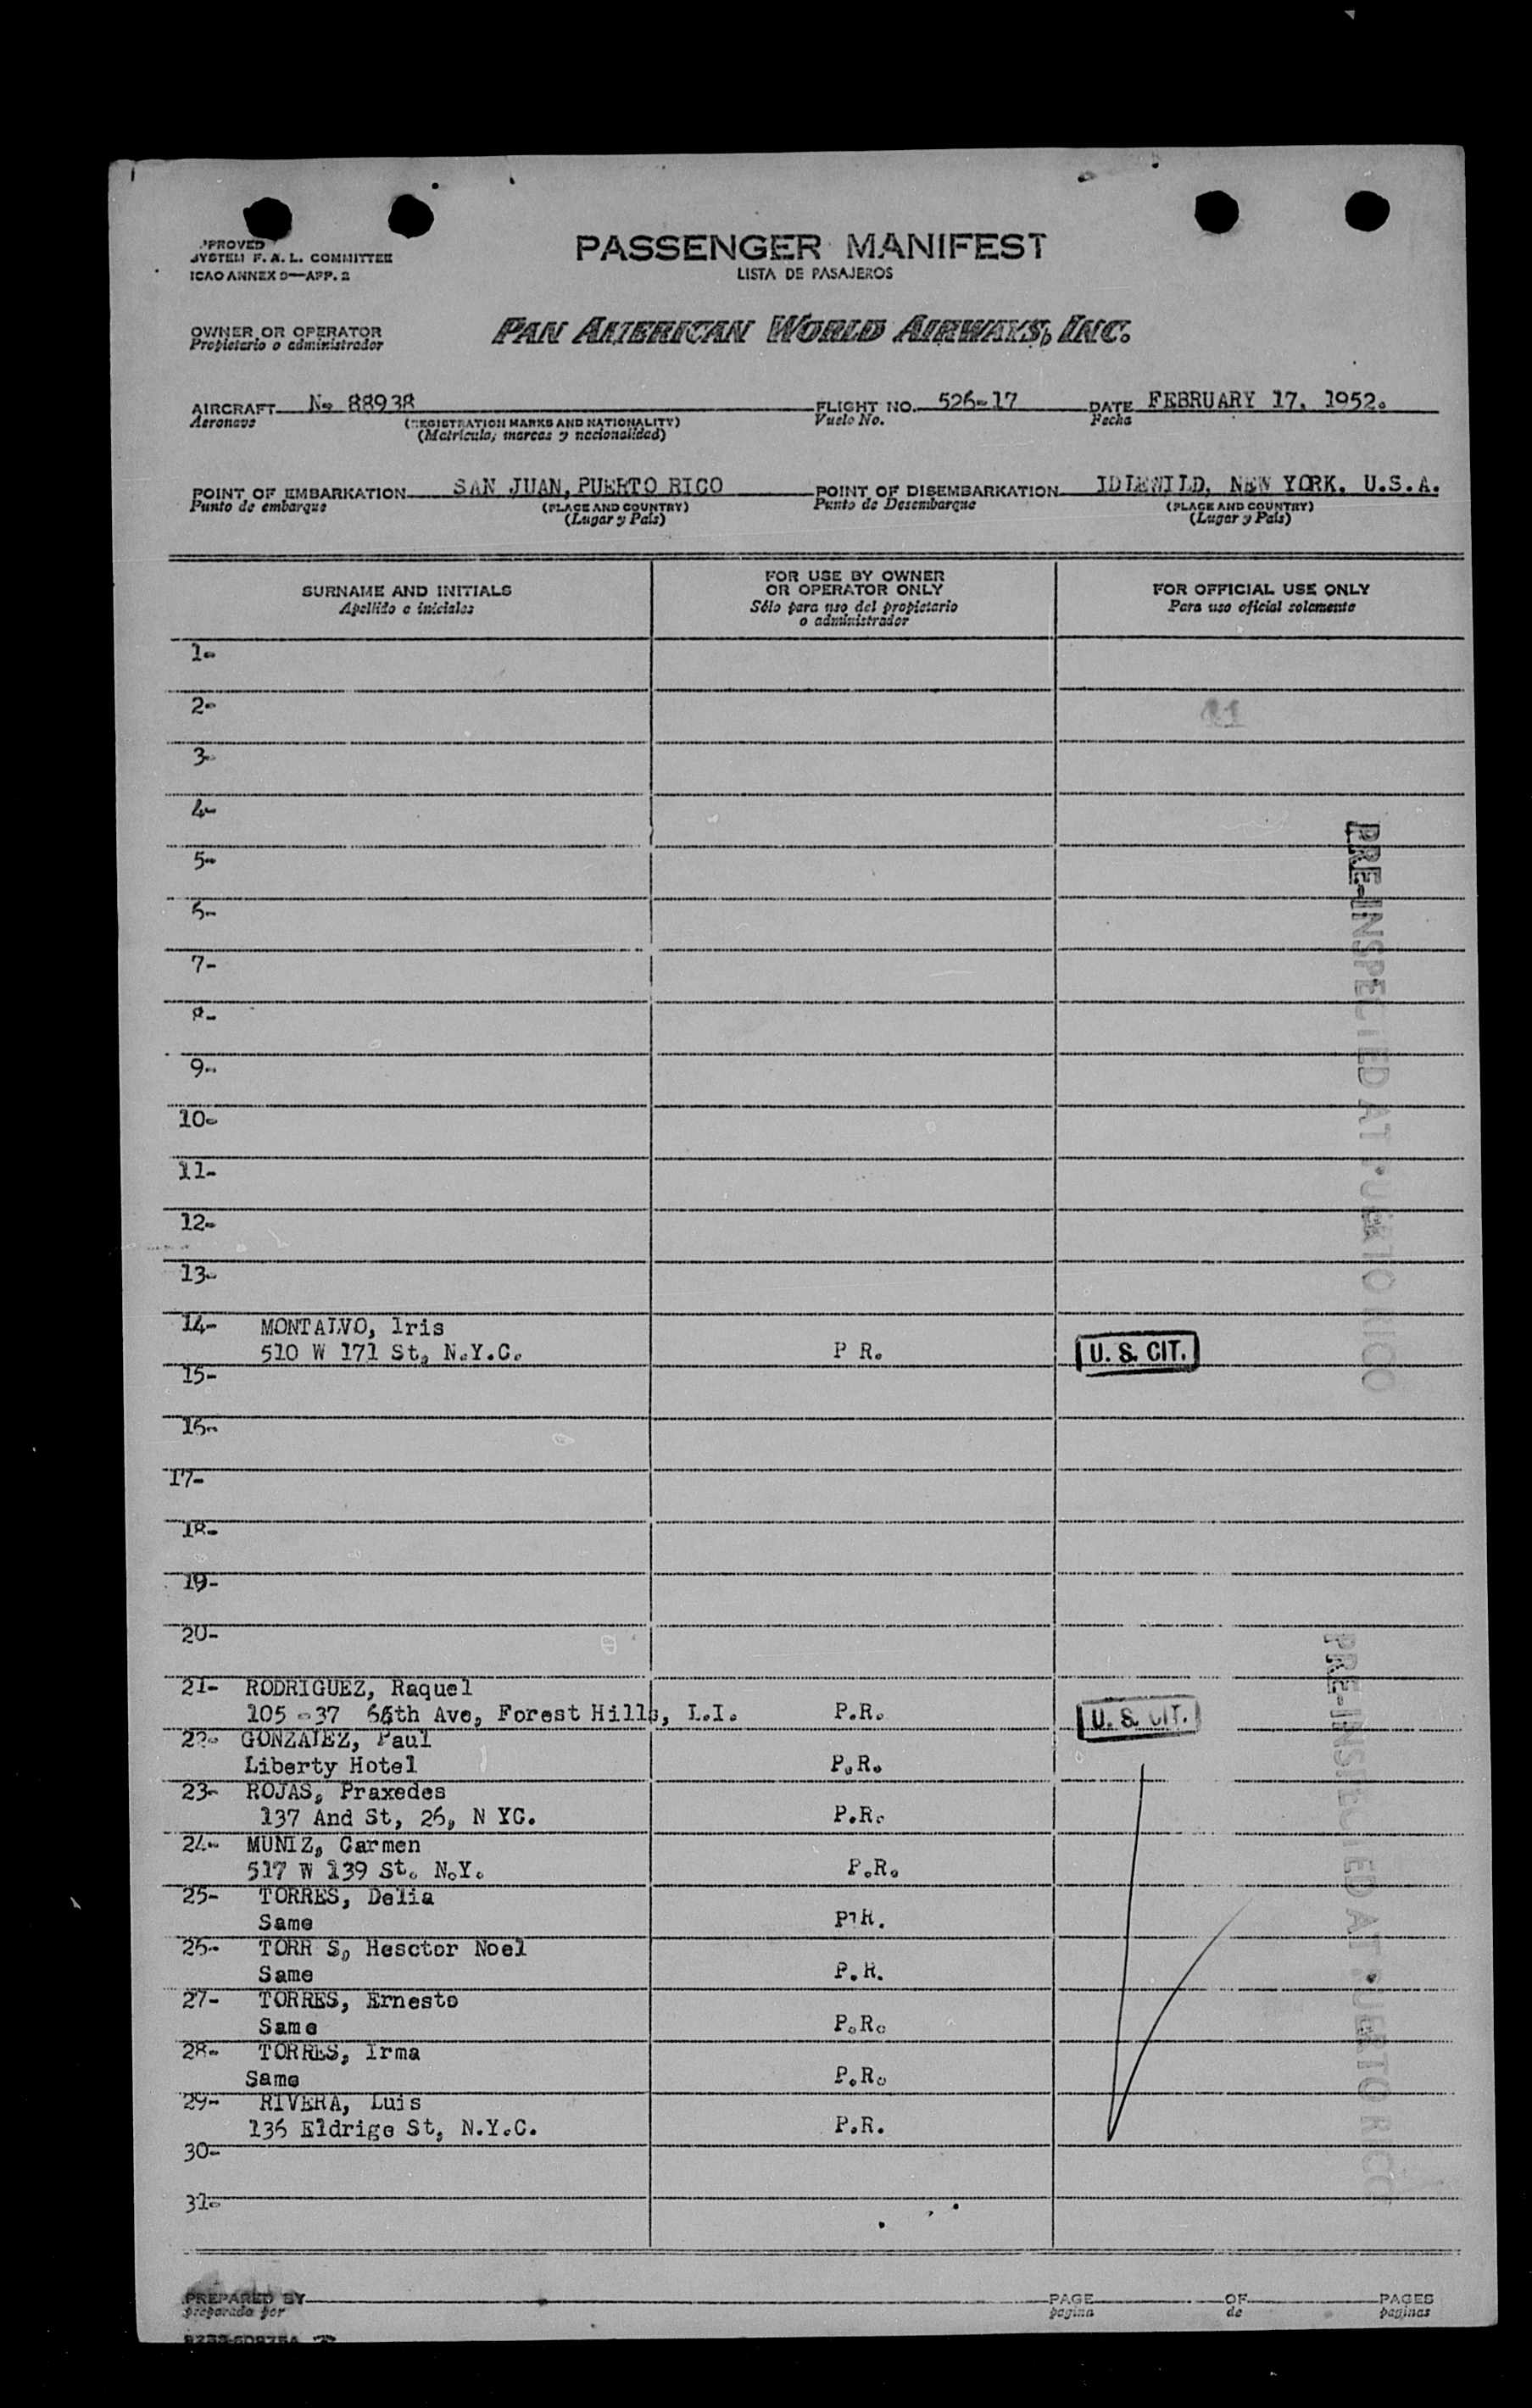 PROVED
SYSTEM F. A. L. COMMITTEE
ICAO ANNEX 9—APP. 2
PASSENGER MANIFEST
LISTA DE PASAJEROS
OWNER OR OPERATOR
Propietario o administrador
PAN AMERICAN WORLD AIRWAYS, INC.
AIRCRAFT N- 88938 FLIGHT NO. 526-17 DATE FEBRUARY 17, 1952.
Aeronave (REGISTRATION MARKS AND NATIONALITY) Vuelo No. Fecha
(Matrícula, marcas y nacionalidad)
POINT OF EMBARKATION SAN JUAN, PUERTO RICO POINT OF DISEMBARKATION IDLEWILD, NEW YORK. U.S.A.
Punto de embarque (PLACE AND COUNTRY) Punto de Desembarque (PLACE AND COUNTRY)
(Lugar y País) (Lugar y País)
SURNAME AND INITIALS
Apellido e iniciales
FOR USE BY OWNER
OR OPERATOR ONLY
Sólo para uso del propietario
o administrador
FOR OFFICIAL USE ONLY
Para uso oficial solamente
1-
2-
41
3-
4-
5-
6-
7-
8-
9-
10-
11-
12-
13-
14- MONTALVO, Iris
510 W 171 St, N.Y.C. P R. U. S. CIT.
15-
16-
17-
18-
19-
20-
21- RODRIGUEZ, Raquel
105 -37 66th Ave, Forest Hills, L.I. P.R. U. S. CIT.
22- GONZALEZ, Paul
Liberty Hotel P.R.
23- ROJAS, Praxedes
137 And St, 26, N YC. P.R.
24- MUNIZ, Carmen
517 W 139 St. N.Y. P.R.
25- TORRES, Delia
Same P R.
26- TORR S, Hesctor Noel
Same P.R.
27- TORRES, Ernesto
Same P.R.
28- TORRES, Irma
Same P.R.
29- RIVERA, Luis
136 Eldrige St, N.Y.C. P.R.
30-
31-
PRE-INSPECTED AT PUERTO RICO
PRE-INSPECTED AT PUERTO RICO
PREPARED BY PAGE OF PAGES
preparado por pagina de paginas